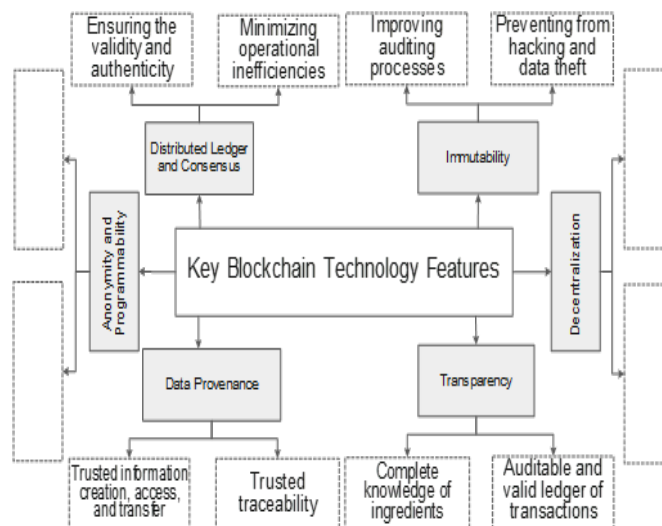 Ensuring the
validity and
authenticity
Minimizing
operational
inefficiencies
Improving
auditing
processes
Preventing from
hacking and
data theft
Distributed Ledger
and Consensus
Immutability
Anonymity and
Programmability
Key Blockchain Technology Features
Decentralization
Data Provenance
Transparency
Trusted information
creation, access,
and transfer
Trusted
traceability
Complete
knowledge of
ingredients
Auditable and
valid ledger of
transactions